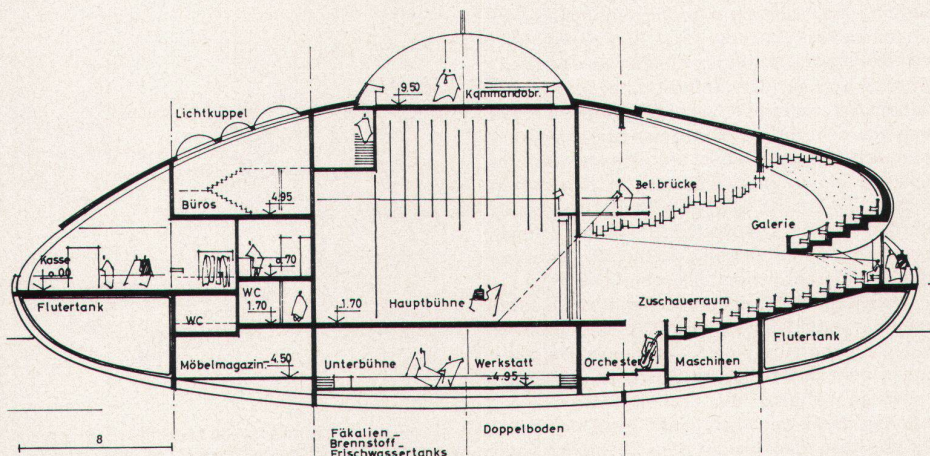 9.50
Kommandobr.
Lichtkuppel
Büros
4.95
Bel.brücke
Galerie
Kasse
0.00
0.70
Flutertank
WC
1.70
WC
Hauptbühne
1.70
Zuschauerraum
Flutertank
Möbelmagazin
-4.50
Unterbühne
Werkstatt
-4.95
Orchester
Maschinen
8
Fäkalien _
Brennstoff _
Frischwassertanks
Doppelboden